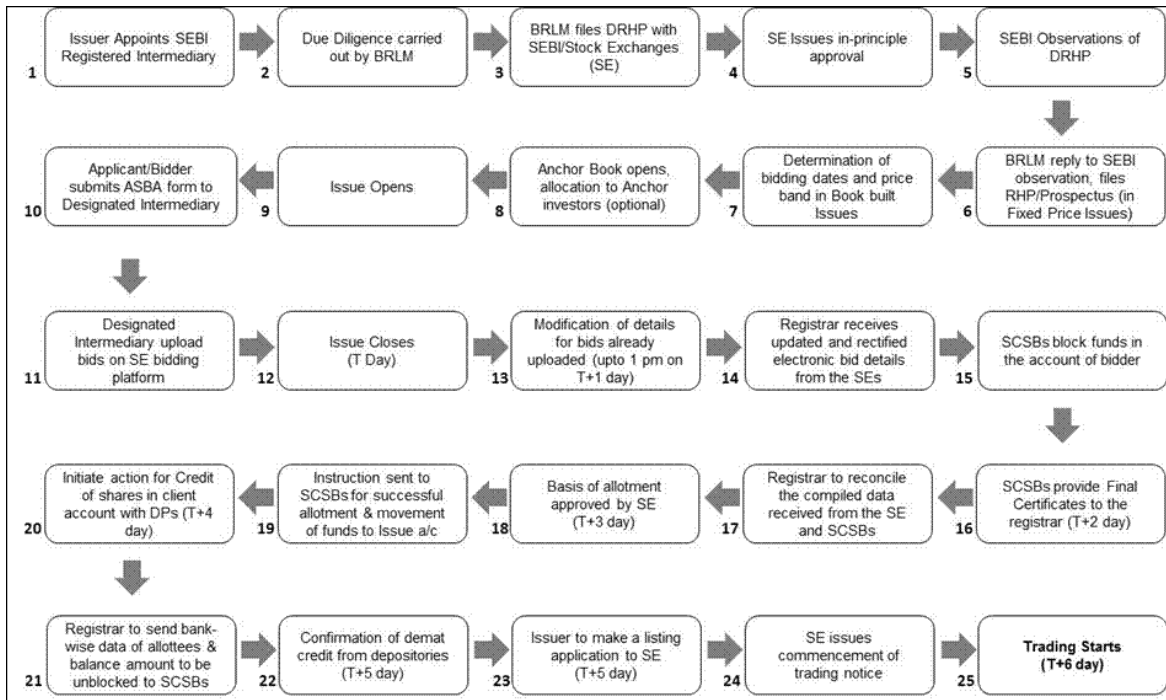 Issuer Appoints SEBI
Registered Intermediary
1
Due Diligence carried
out by BRLM
2
BRLM files DRHP with
SEBI/Stock Exchanges
(SE)
3
SE Issues in-principle
approval
4
SEBI Observations of
DRHP
5
BRLM reply to SEBI
observation, files
RHP/Prospectus (in
Fixed Price Issues)
6
Determination of
bidding dates and price
band in Book built
Issues
7
Anchor Book opens,
allocation to Anchor
investors (optional)
8
Issue Opens
9
Applicant/Bidder
submits ASBA form to
Designated Intermediary
10
Designated
Intermediary upload
bids on SE bidding
platform
11
Issue Closes
(T Day)
12
Modification of details
for bids already
uploaded (upto 1 pm on
T+1 day)
13
Registrar receives
updated and rectified
electronic bid details
from the SEs
14
SCSBs block funds in
the account of bidder
15
SCSBs provide Final
Certificates to the
registrar (T+2 day)
16
Registrar to reconcile
the compiled data
received from the SE
and SCSBs
17
Basis of allotment
approved by SE
(T+3 day)
18
Instruction sent to
SCSBs for successful
allotment & movement
of funds to Issue a/c
19
Initiate action for Credit
of shares in client
account with DPs (T+4
day)
20
Registrar to send bank-
wise data of allottees &
balance amount to be
unblocked to SCSBs
21
Confirmation of demat
credit from depositories
(T+5 day)
22
Issuer to make a listing
application to SE
(T+5 day)
23
SE issues
commencement of
trading notice
24
Trading Starts
(T+6 day)
25